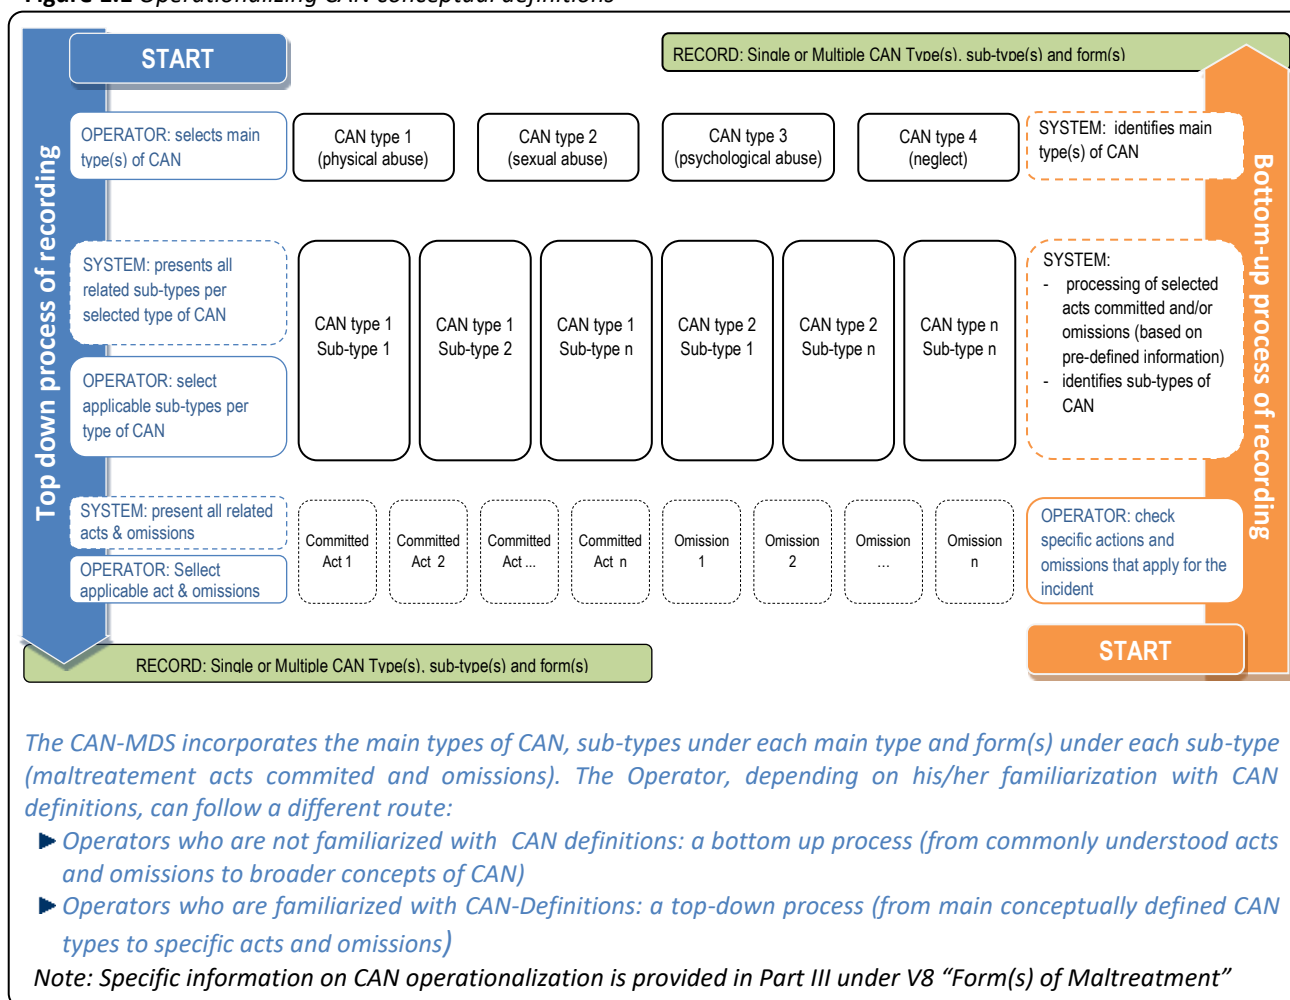 Figure 1.1 Operationalizing CAN conceptual definitions
START
RECORD: Single or Multiple CAN Type(s), sub-type(s) and form(s)
Top down process of recording
Bottom-up process of recording
OPERATOR: selects main
type(s) of CAN
CAN type 1
(physical abuse)
CAN type 2
(sexual abuse)
CAN type 3
(psychological abuse)
CAN type 4
(neglect)
SYSTEM: identifies main
type(s) of CAN
SYSTEM: presents all
related sub-types per
selected type of CAN
OPERATOR: select
applicable sub-types per
type of CAN
CAN type 1
Sub-type 1
CAN type 1
Sub-type 2
CAN type 1
Sub-type n
CAN type 2
Sub-type 1
CAN type 2
Sub-type n
CAN type n
Sub-type n
SYSTEM:
- processing of selected
acts committed and/or
omissions (based on
pre-defined information)
- identifies sub-types of
CAN
SYSTEM: present all related
acts & omissions
OPERATOR: Sellect
applicable act & omissions
Committed
Act 1
Committed
Act 2
Committed
Act ...
Committed
Act n
Omission
1
Omission
2
Omission
…
Omission
n
OPERATOR: check
specific actions and
omissions that apply for the
incident
START
RECORD: Single or Multiple CAN Type(s), sub-type(s) and form(s)
The CAN-MDS incorporates the main types of CAN, sub-types under each main type and form(s) under each sub-type
(maltreatement acts commited and omissions). The Operator, depending on his/her familiarization with CAN
definitions, can follow a different route:
Operators who are not familiarized with CAN definitions: a bottom up process (from commonly understood acts
and omissions to broader concepts of CAN)
Operators who are familiarized with CAN-Definitions: a top-down process (from main conceptually defined CAN
types to specific acts and omissions)
Note: Specific information on CAN operationalization is provided in Part III under V8 “Form(s) of Maltreatment”